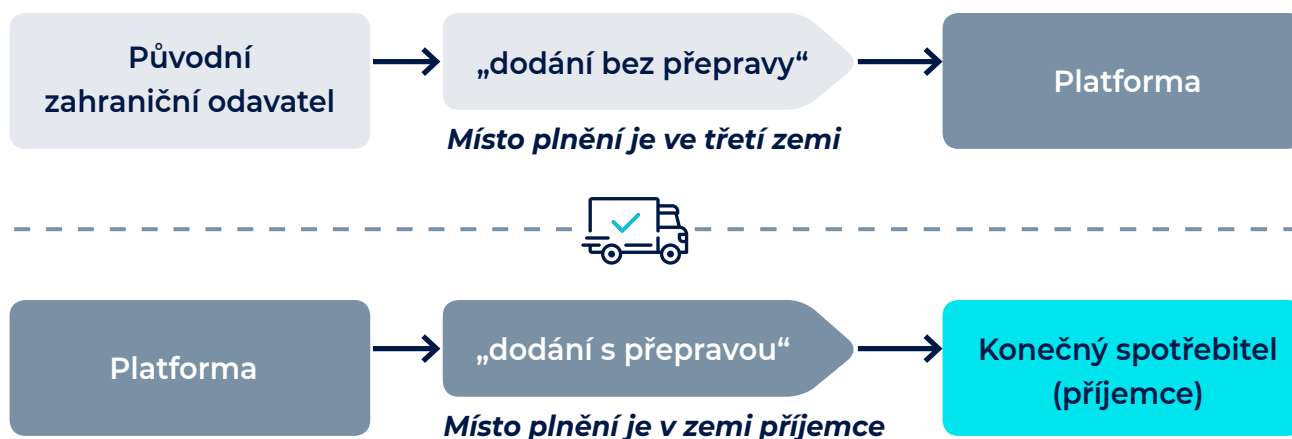 Původní
zahraniční odavatel
„dodání bez přepravy“
Platforma
Místo plnění je ve třetí zemi
Platforma
„dodání s přepravou“
Konečný spotřebitel
(příjemce)
Místo plnění je v zemi příjemce